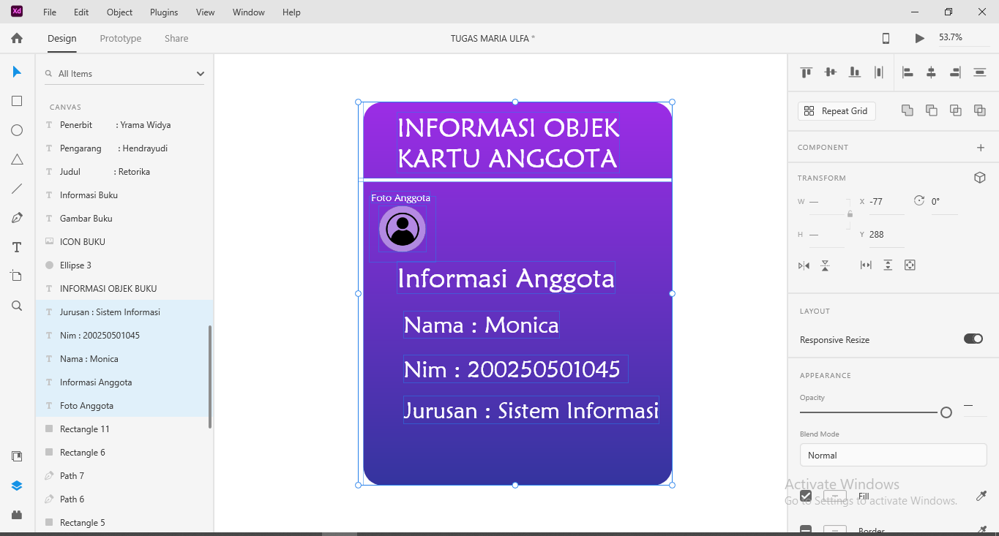 Xd File Edit Object Plugins View Window Help
Design Prototype Share TUGAS MARIA ULFA * 53.7%
All Items
CANVAS
Penerbit : Yrama Widya
Pengarang : Hendrayudi
Judul : Retorika
Informasi Buku
Gambar Buku
ICON BUKU
Ellipse 3
INFORMASI OBJEK BUKU
Jurusan : Sistem Informasi
Nim : 200250501045
Nama : Monica
Informasi Anggota
Foto Anggota
Rectangle 11
Rectangle 6
Path 7
Path 6
Rectangle 5
INFORMASI OBJEK
KARTU ANGGOTA
Foto Anggota
Informasi Anggota
Nama : Monica
Nim : 200250501045
Jurusan : Sistem Informasi
Repeat Grid
COMPONENT
TRANSFORM
W — X -77 0°
H — Y 288
LAYOUT
Responsive Resize
APPEARANCE
Opacity
—
Blend Mode
Normal
Activate Windows
Go to Settings to activate Windows.
Fill
Border